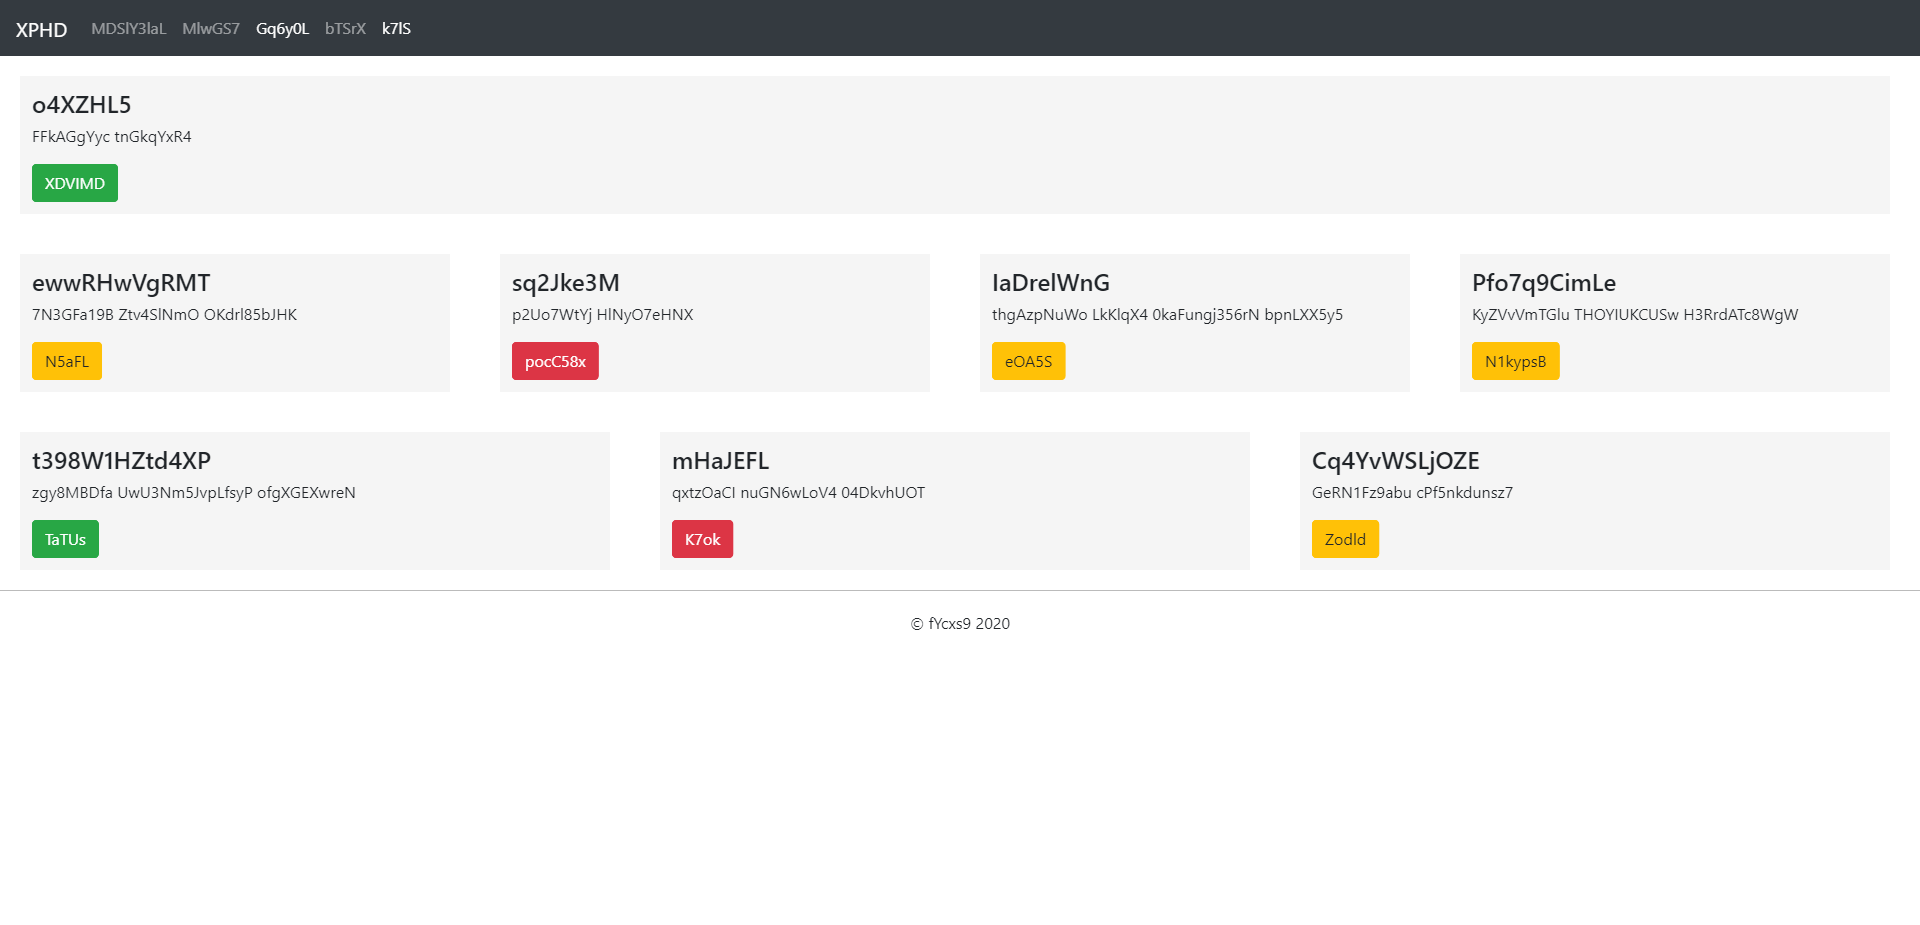 XPHD MDSlY3laL MlwGS7 Gq6y0L bTSrX k7lS
o4XZHL5
FFkAGgYyc tnGkqYxR4
XDVIMD
ewwRHwVgRMT
7N3GFa19B Ztv4SlNmO OKdrl85bJHK
N5aFL
sq2Jke3M
p2Uo7WtYj HlNyO7eHNX
pocC58x
IaDrelWnG
thgAzpNuWo LkKlqX4 0kaFungj356rN bpnLXX5y5
eOA5S
Pfo7q9CimLe
KyZVvVmTGlu THOYIUKCUSw H3RrdATc8WgW
N1kypsB
t398W1HZtd4XP
zgy8MBDfa UwU3Nm5JvpLfsyP ofgXGEXwreN
TaTUs
mHaJEFL
qxtzOaCI nuGN6wLoV4 04DkvhUOT
K7ok
Cq4YvWSLjOZE
GeRN1Fz9abu cPf5nkdunsz7
Zodld
© fYcxs9 2020